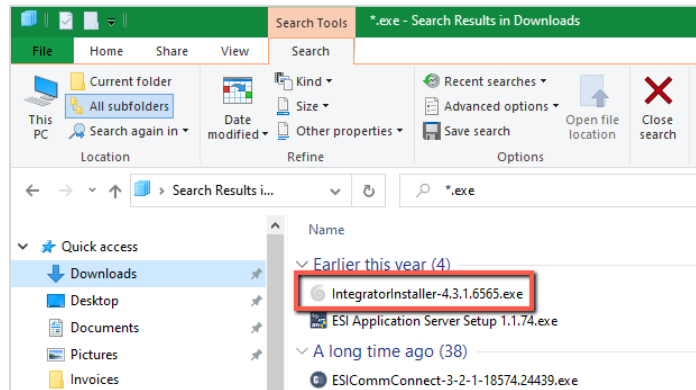 Search Tools
*.exe - Search Results in Downloads
File Home Share View Search
This PC
Current folder
All subfolders
Search again in
Location
Date modified
Kind
Size
Other properties
Refine
Recent searches
Advanced options
Save search
Open file location
Options
Close search
Search Results i...
*.exe
Quick access
Downloads
Desktop
Documents
Pictures
Invoices
Name
Earlier this year (4)
IntegratorInstaller-4.3.1.6565.exe
ESI Application Server Setup 1.1.74.exe
A long time ago (38)
ESICommConnect-3-2-1-18574.24439.exe